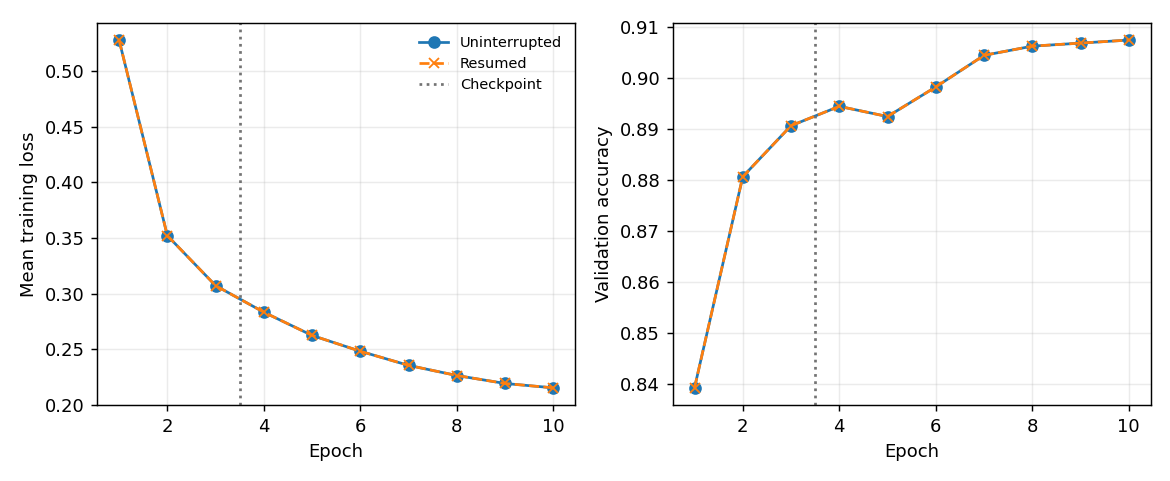 Mean training loss
0.50
0.45
0.40
0.35
0.30
0.25
0.20
2 4 6 8 10
Epoch
Uninterrupted
Resumed
Checkpoint
Validation accuracy
0.91
0.90
0.89
0.88
0.87
0.86
0.85
0.84
2 4 6 8 10
Epoch